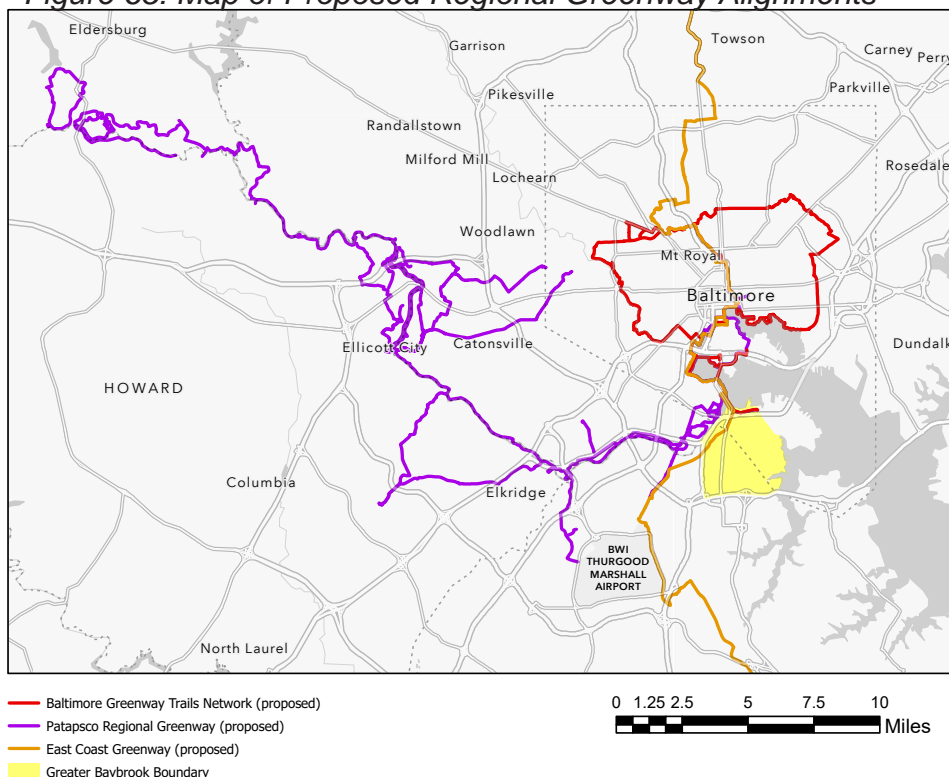 Figure 38. Map of Proposed Regional Greenway Alignments
Eldersburg
Garrison
Towson
Carney
Perry
Pikesville
Parkville
Randallstown
Milford Mill
Rosedale
Lochearn
Woodlawn
Mt Royal
Baltimore
Ellicott City
Catonsville
Dundalk
HOWARD
Columbia
Elkridge
BWI
THURGOOD
MARSHALL
AIRPORT
North Laurel
Baltimore Greenway Trails Network (proposed)
Patapsco Regional Greenway (proposed)
East Coast Greenway (proposed)
Greater Baybrook Boundary
0 1.25 2.5 5 7.5 10
Miles